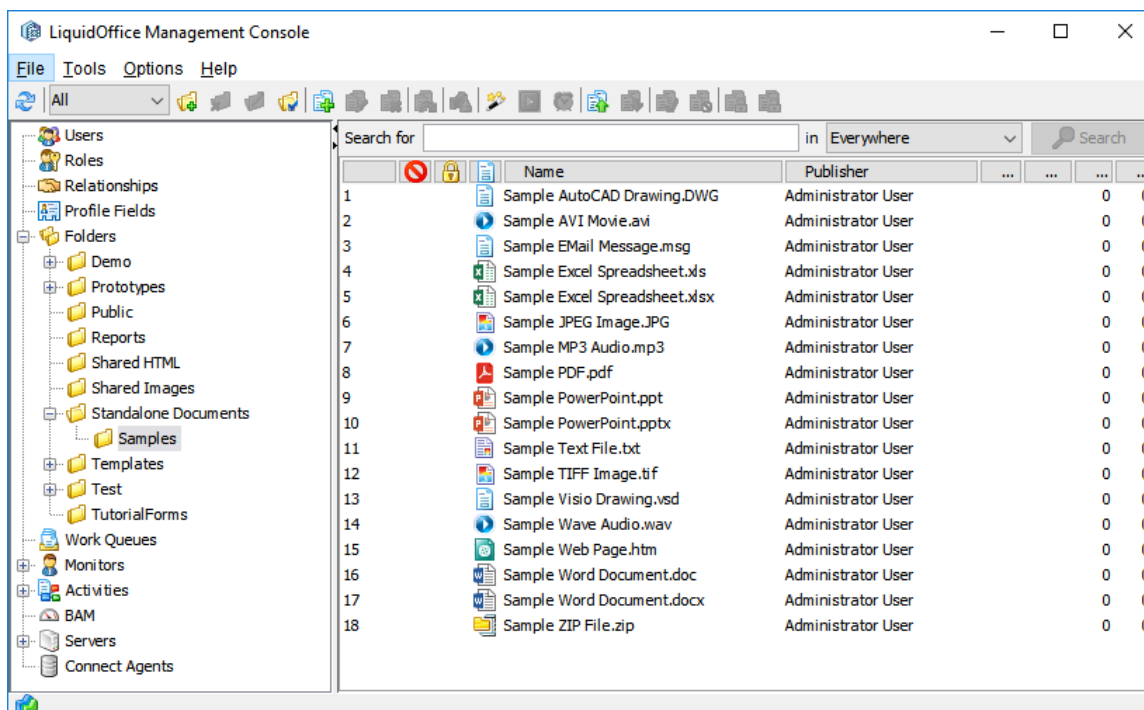 LiquidOffice Management Console
File Tools Options Help
All
Users
Roles
Relationships
Profile Fields
Folders
Demo
Prototypes
Public
Reports
Shared HTML
Shared Images
Standalone Documents
Samples
Templates
Test
TutorialForms
Work Queues
Monitors
Activities
BAM
Servers
Connect Agents
Search for in Everywhere Search
Name Publisher ... ... ... ...
1 Sample AutoCAD Drawing.DWG Administrator User 0
2 Sample AVI Movie.avi Administrator User 0
3 Sample EMail Message.msg Administrator User 0
4 Sample Excel Spreadsheet.xls Administrator User 0
5 Sample Excel Spreadsheet.xlsx Administrator User 0
6 Sample JPEG Image.JPG Administrator User 0
7 Sample MP3 Audio.mp3 Administrator User 0
8 Sample PDF.pdf Administrator User 0
9 Sample PowerPoint.ppt Administrator User 0
10 Sample PowerPoint.pptx Administrator User 0
11 Sample Text File.txt Administrator User 0
12 Sample TIFF Image.tif Administrator User 0
13 Sample Visio Drawing.vsd Administrator User 0
14 Sample Wave Audio.wav Administrator User 0
15 Sample Web Page.htm Administrator User 0
16 Sample Word Document.doc Administrator User 0
17 Sample Word Document.docx Administrator User 0
18 Sample ZIP File.zip Administrator User 0